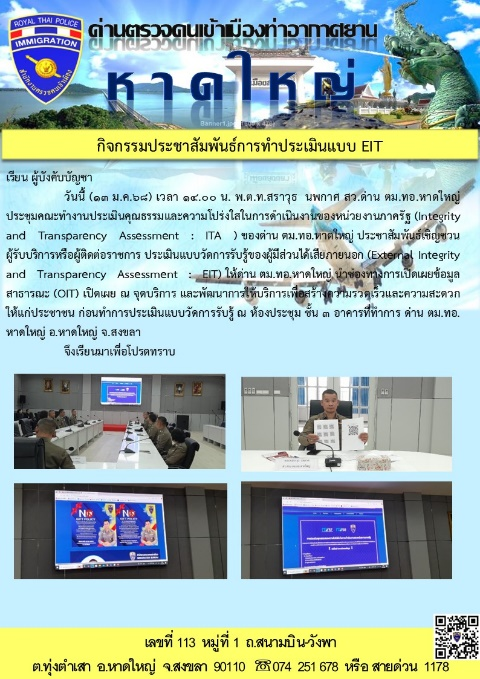 ROYAL THAI POLICE
IMMIGRATION
สำนักงานตรวจคนเข้าเมือง
ด่านตรวจคนเข้าเมืองท่าอากาศยาน
หาดใหญ่
กิจกรรมประชาสัมพันธ์การทำประเมินแบบ EIT
เรียน ผู้บังคับบัญชา
วันนี้ (๑๓ ม.ค.๖๘) เวลา ๑๔.๐๐ น. พ.ต.ท.สราวุธ นพกาศ สว.ด่าน ตม.ทอ.หาดใหญ่
ประชุมคณะทำงานประเมินคุณธรรมและความโปร่งใสในการดำเนินงานของหน่วยงานภาครัฐ (Integrity
and Transparency Assessment : ITA ) ของด่าน ตม.ทอ.หาดใหญ่ ประชาสัมพันธ์เชิญชวน
ผู้รับบริการหรือผู้ติดต่อราชการ ประเมินแบบวัดการรับรู้ของผู้มีส่วนได้เสียภายนอก (External Integrity
and Transparency Assessment : EIT) ให้ด่าน ตม.ทอ.หาดใหญ่ นำช่องทางการเปิดเผยข้อมูล
สาธารณะ (OIT) เปิดเผย ณ จุดบริการ และพัฒนาการให้บริการเพื่อสร้างความรวดเร็วและความสะดวก
ให้แก่ประชาชน ก่อนทำการประเมินแบบวัดการรับรู้ ณ ห้องประชุม ชั้น ๓ อาคารที่ทำการ ด่าน ตม.ทอ.
หาดใหญ่ อ.หาดใหญ่ จ.สงขลา
จึงเรียนมาเพื่อโปรดทราบ
เลขที่ 113 หมู่ที่ 1 ถ.สนามบิน-วังพา
ต.ทุ่งตำเสา อ.หาดใหญ่ จ.สงขลา 90110 ☏074 251 678 หรือ สายด่วน 1178